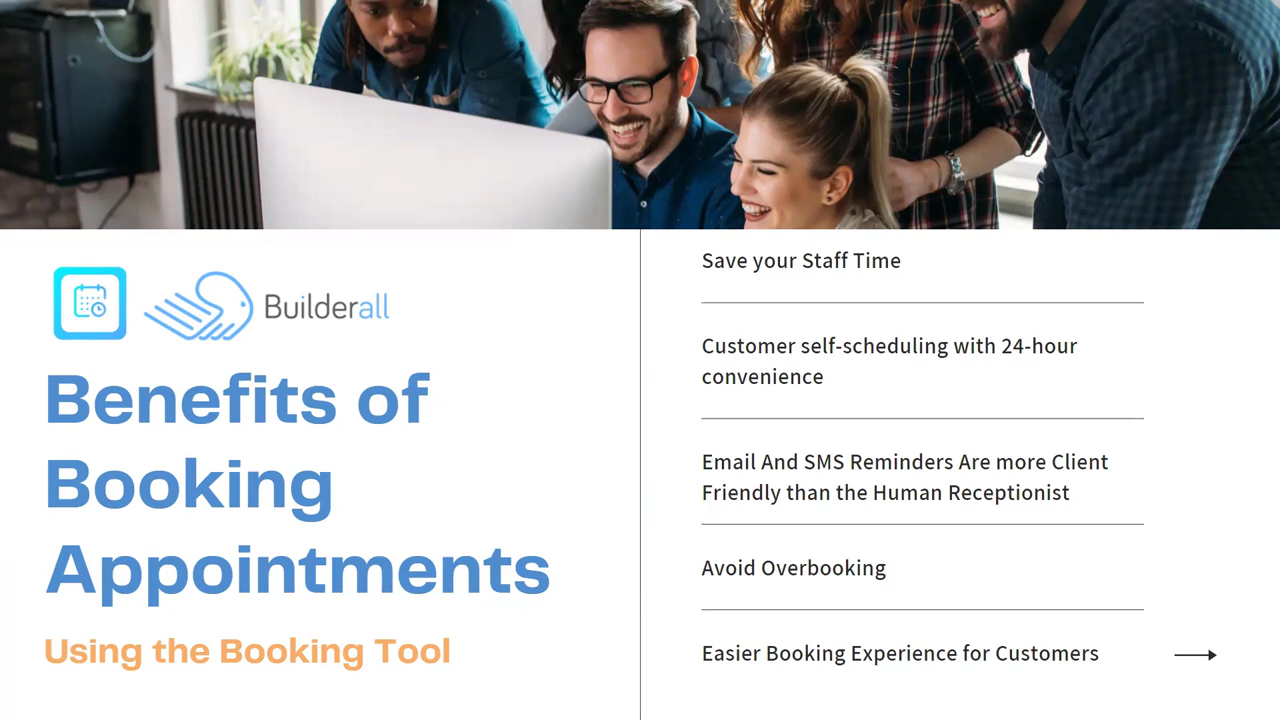 Builderall
Benefits of
Booking
Appointments
Using the Booking Tool
Save your Staff Time
Customer self-scheduling with 24-hour
convenience
Email And SMS Reminders Are more Client
Friendly than the Human Receptionist
Avoid Overbooking
Easier Booking Experience for Customers